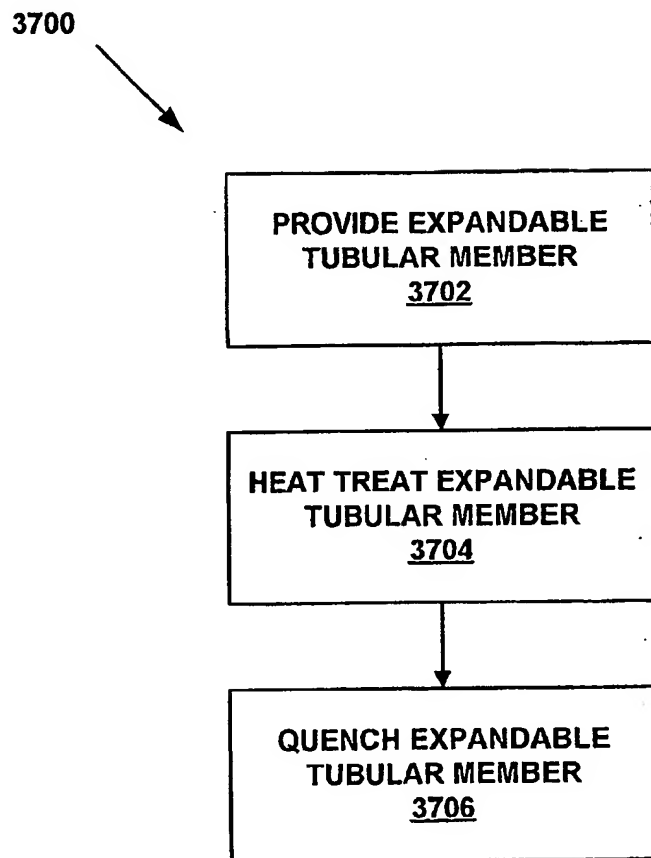 3700
PROVIDE EXPANDABLE
TUBULAR MEMBER
3702
HEAT TREAT EXPANDABLE
TUBULAR MEMBER
3704
QUENCH EXPANDABLE
TUBULAR MEMBER
3706